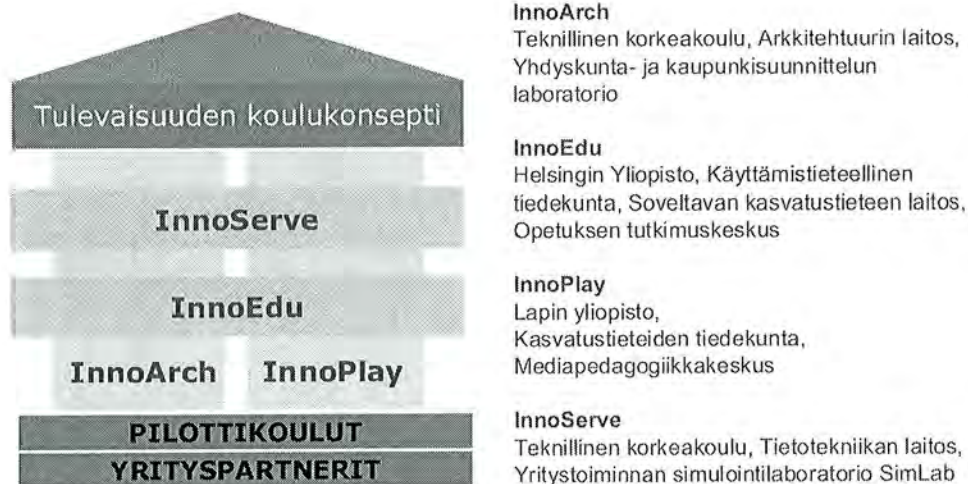 Tulevaisuuden koulukonsepti
InnoServe
InnoEdu
InnoArch InnoPlay
PILOTTIKOULUT
YRITYSPARTNERIT
InnoArch
Teknillinen korkeakoulu, Arkkitehtuurin laitos,
Yhdyskunta- ja kaupunkisuunnittelun
laboratorio
InnoEdu
Helsingin Yliopisto, Käyttämistieteellinen
tiedekunta, Soveltavan kasvatustieteen laitos,
Opetuksen tutkimuskeskus
InnoPlay
Lapin yliopisto,
Kasvatustieteiden tiedekunta,
Mediapedagogiikkakeskus
InnoServe
Teknillinen korkeakoulu, Tietotekniikan laitos,
Yritystoiminnan simulointilaboratorio SimLab